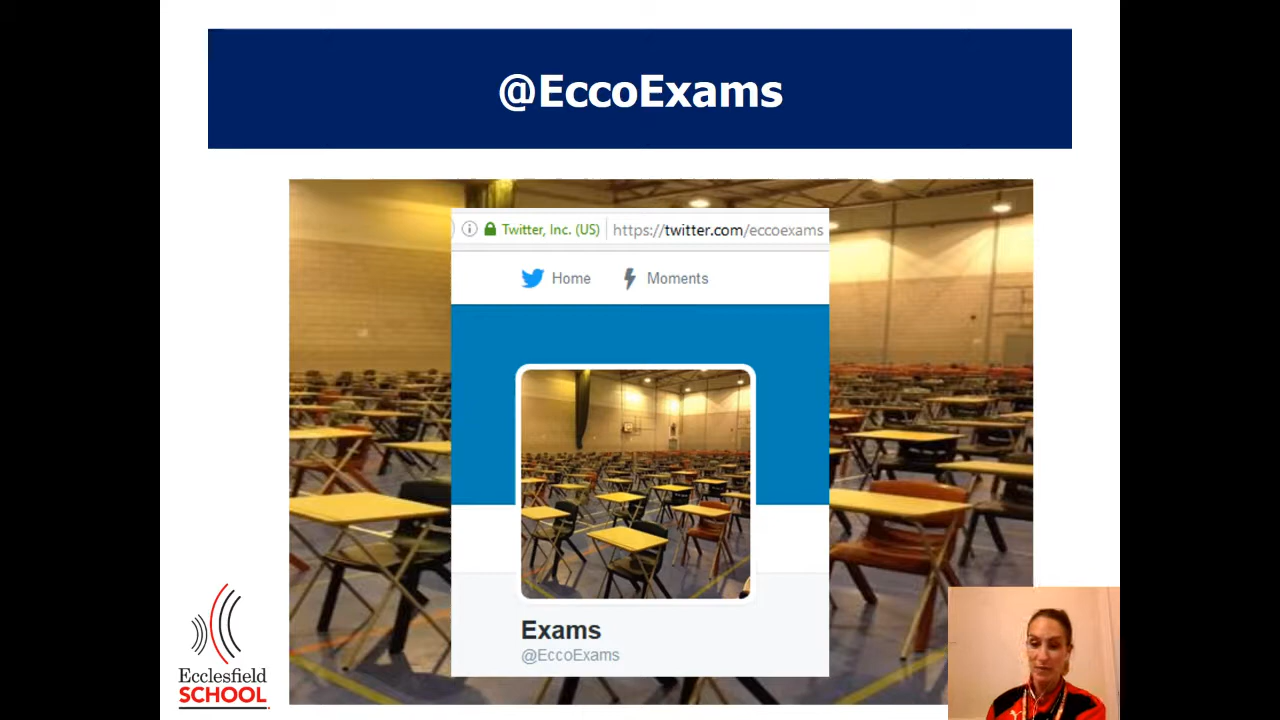 @EccoExams
Twitter, Inc. (US) https://twitter.com/eccoexams
Home Moments
Exams
@EccoExams
Ecclesfield
SCHOOL